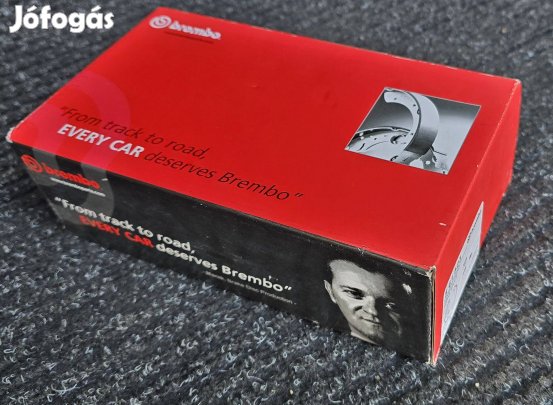 Jófogás
brembo
"From track to road,
EVERY CAR deserves Brembo"
brembo
"From track to road,
EVERY CAR deserves Brembo"